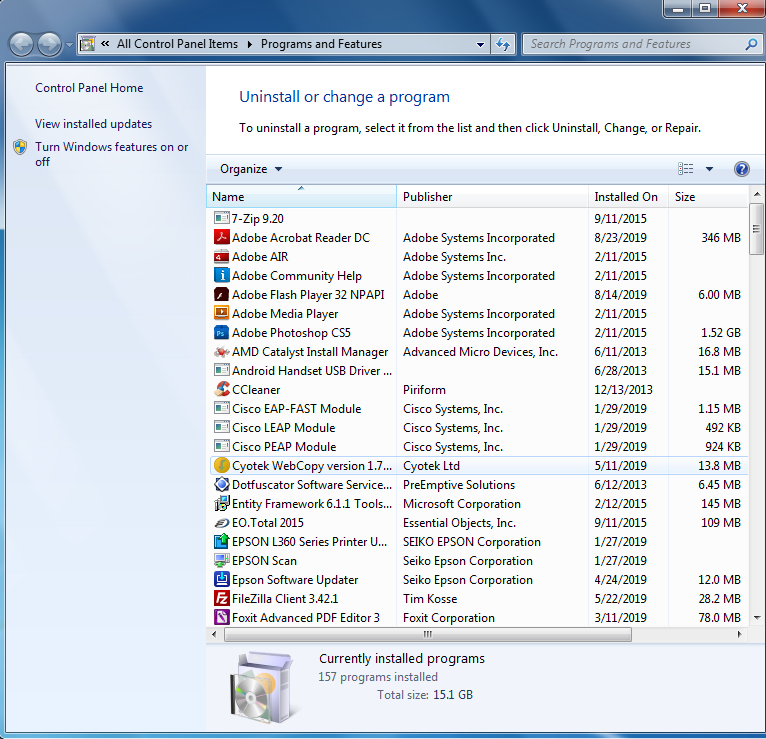 « All Control Panel Items ▸ Programs and Features
Search Programs and Features
Control Panel Home
View installed updates
Turn Windows features on or
off
Uninstall or change a program
To uninstall a program, select it from the list and then click Uninstall, Change, or Repair.
Organize
Name Publisher Installed On Size
7-Zip 9.20 9/11/2015
Adobe Acrobat Reader DC Adobe Systems Incorporated 8/23/2019 346 MB
Adobe AIR Adobe Systems Inc. 2/11/2015
Adobe Community Help Adobe Systems Incorporated 2/11/2015
Adobe Flash Player 32 NPAPI Adobe 8/14/2019 6.00 MB
Adobe Media Player Adobe Systems Incorporated 2/11/2015
Ps Adobe Photoshop CS5 Adobe Systems Incorporated 2/11/2015 1.52 GB
AMD Catalyst Install Manager Advanced Micro Devices, Inc. 6/11/2013 16.8 MB
Android Handset USB Driver ... 6/28/2013 15.1 MB
CCleaner Piriform 12/13/2013
Cisco EAP-FAST Module Cisco Systems, Inc. 1/29/2019 1.15 MB
Cisco LEAP Module Cisco Systems, Inc. 1/29/2019 492 KB
Cisco PEAP Module Cisco Systems, Inc. 1/29/2019 924 KB
Cyotek WebCopy version 1.7... Cyotek Ltd 5/11/2019 13.8 MB
Dotfuscator Software Service... PreEmptive Solutions 6/12/2013 6.45 MB
Entity Framework 6.1.1 Tools... Microsoft Corporation 2/12/2015 145 MB
EO.Total 2015 Essential Objects, Inc. 9/11/2015 109 MB
EPSON L360 Series Printer U... SEIKO EPSON Corporation 1/27/2019
EPSON Scan Seiko Epson Corporation 1/27/2019
Epson Software Updater Seiko Epson Corporation 4/24/2019 12.0 MB
Fz FileZilla Client 3.42.1 Tim Kosse 5/22/2019 28.2 MB
Foxit Advanced PDF Editor 3 Foxit Corporation 3/11/2019 78.0 MB
Currently installed programs
157 programs installed
Total size: 15.1 GB